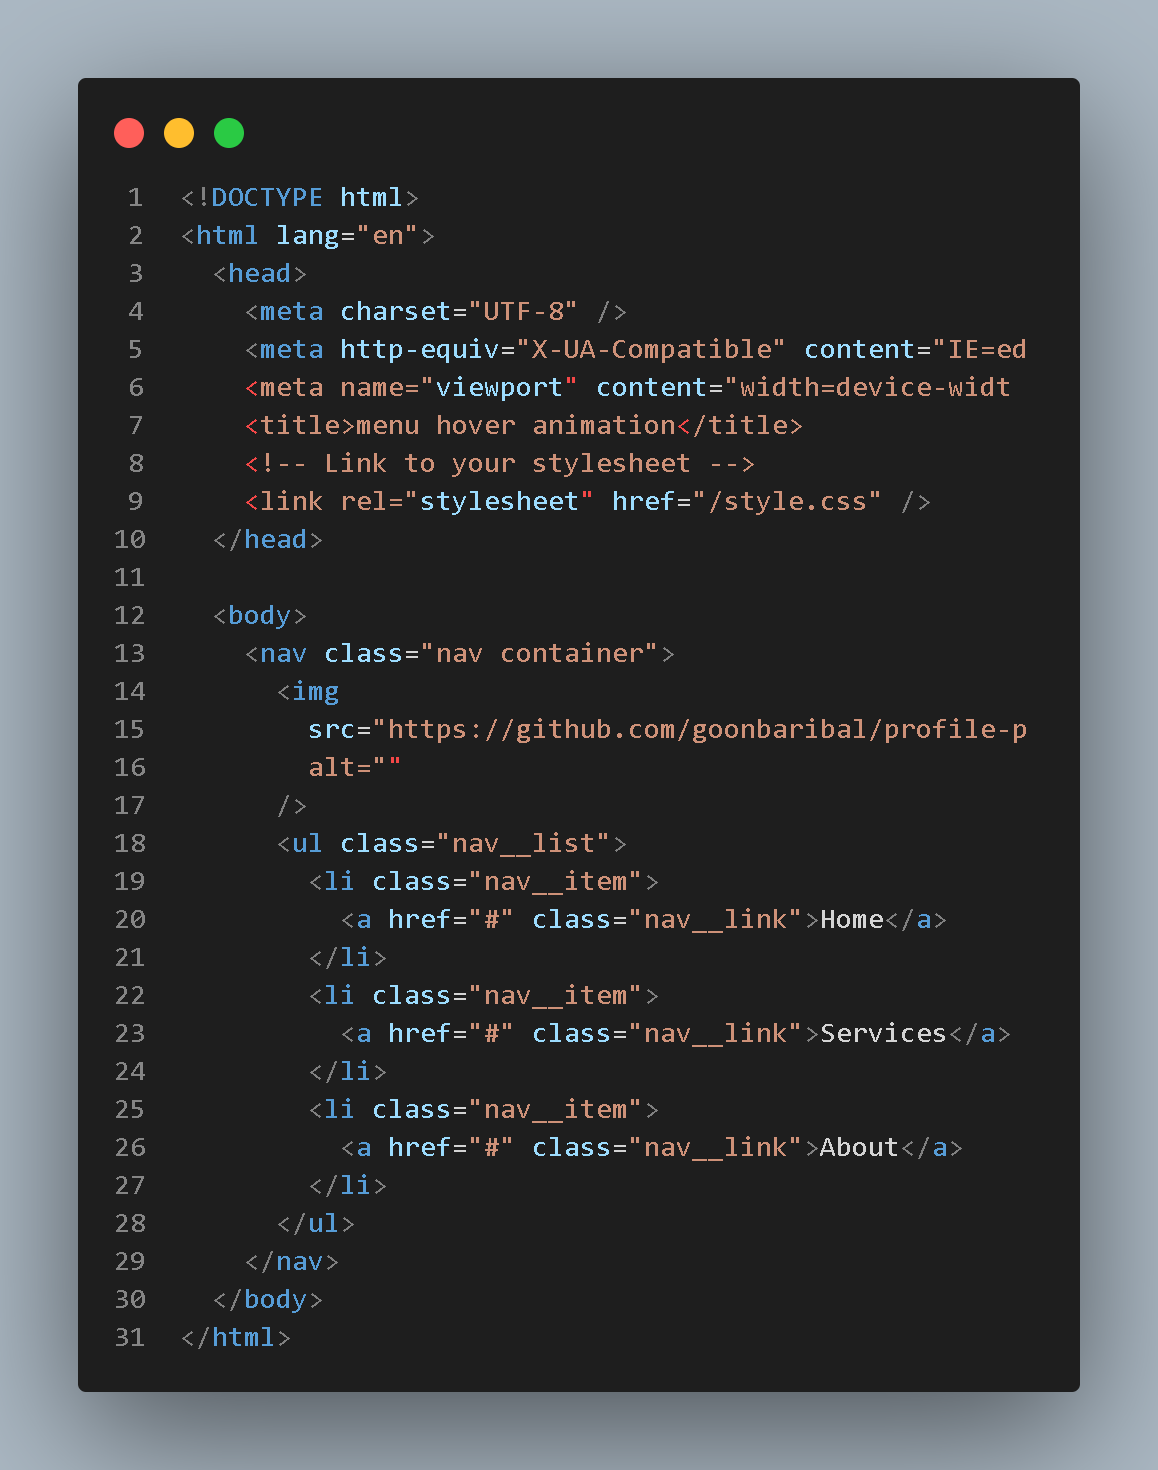 1 <!DOCTYPE html>
2 <html lang="en">
3   <head>
4     <meta charset="UTF-8" />
5     <meta http-equiv="X-UA-Compatible" content="IE=ed
6     <meta name="viewport" content="width=device-widt
7     <title>menu hover animation</title>
8     <!-- Link to your stylesheet -->
9     <link rel="stylesheet" href="/style.css" />
10   </head>
11
12   <body>
13     <nav class="nav container">
14       <img
15         src="https://github.com/goonbaribal/profile-p
16         alt=""
17       />
18       <ul class="nav__list">
19         <li class="nav__item">
20           <a href="#" class="nav__link">Home</a>
21         </li>
22         <li class="nav__item">
23           <a href="#" class="nav__link">Services</a>
24         </li>
25         <li class="nav__item">
26           <a href="#" class="nav__link">About</a>
27         </li>
28       </ul>
29     </nav>
30   </body>
31 </html>